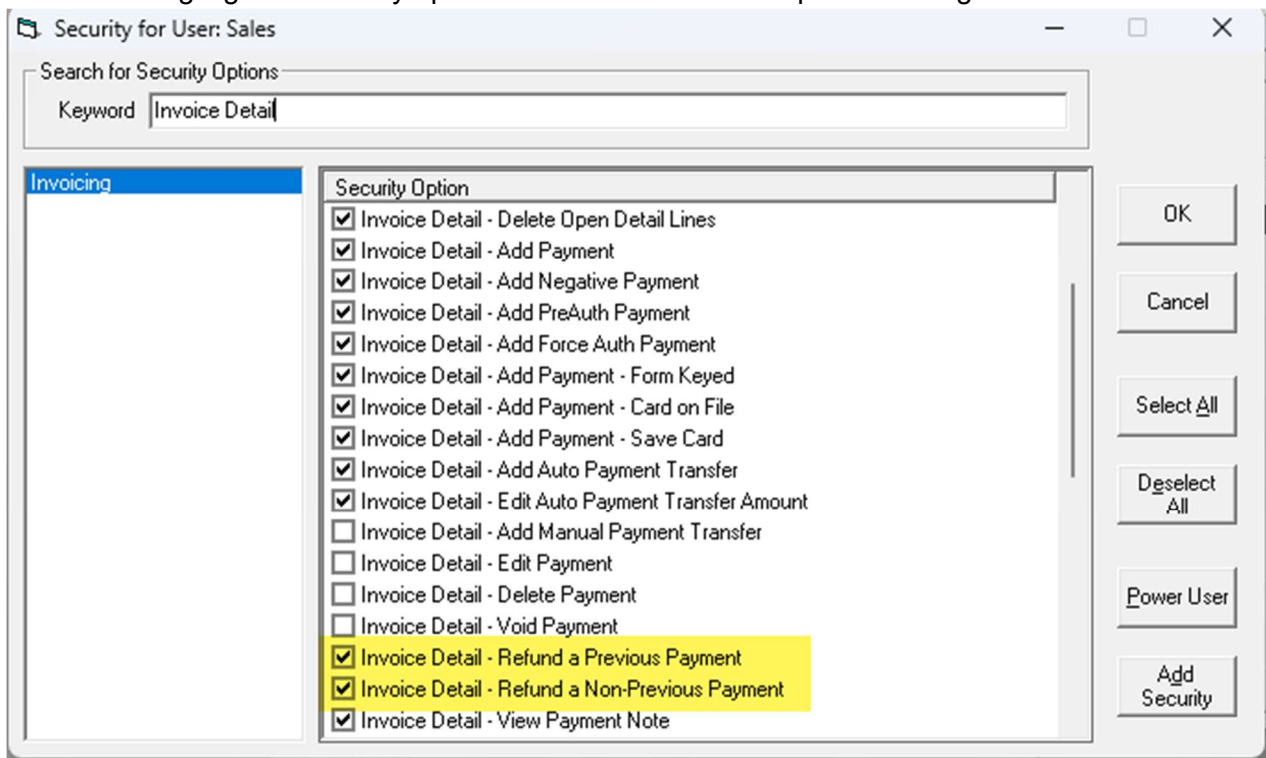 Security for User: Sales
Search for Security Options
Keyword Invoice Detail
Invoicing
Security Option
Invoice Detail - Delete Open Detail Lines
Invoice Detail - Add Payment
Invoice Detail - Add Negative Payment
Invoice Detail - Add PreAuth Payment
Invoice Detail - Add Force Auth Payment
Invoice Detail - Add Payment - Form Keyed
Invoice Detail - Add Payment - Card on File
Invoice Detail - Add Payment - Save Card
Invoice Detail - Add Auto Payment Transfer
Invoice Detail - Edit Auto Payment Transfer Amount
Invoice Detail - Add Manual Payment Transfer
Invoice Detail - Edit Payment
Invoice Detail - Delete Payment
Invoice Detail - Void Payment
Invoice Detail - Refund a Previous Payment
Invoice Detail - Refund a Non-Previous Payment
Invoice Detail - View Payment Note
OK
Cancel
Select All
Deselect
All
Power User
Add
Security